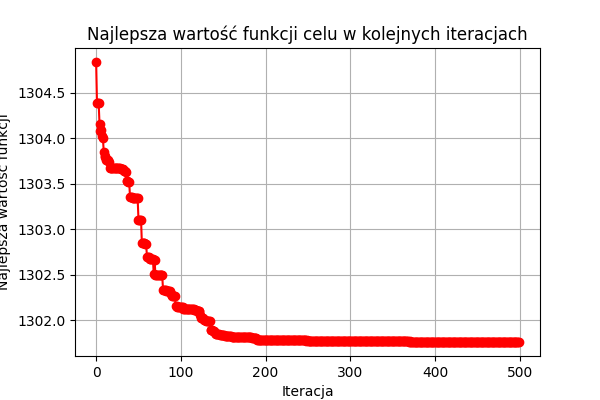 Najlepsza wartość funkcji celu w kolejnych iteracjach
Najlepsza wartość funkcji
1304.5
1304.0
1303.5
1303.0
1302.5
1302.0
0 100 200 300 400 500
Iteracja